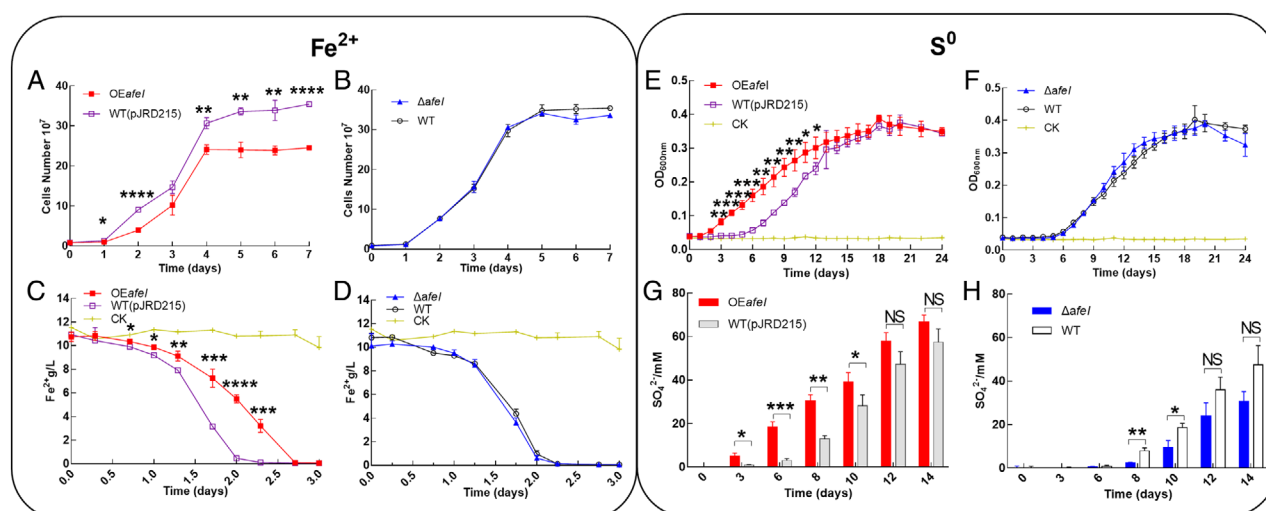 Fe2+
S0
A
OEafeI
WT(pJRD215)
Cells Number 10^7
40
30
20
10
0
* **** ** ** ** ****
0 1 2 3 4 5 6 7
Time (days)
B
ΔafeI
WT
Cells Number 10^7
40
30
20
10
0
0 1 2 3 4 5 6 7
Time (days)
C
OEafeI
WT(pJRD215)
CK
Fe2+g/L
14
12
10
8
6
4
2
0
* * ** *** **** ***
0.0 0.5 1.0 1.5 2.0 2.5 3.0
Time (days)
D
ΔafeI
WT
CK
Fe2+g/L
14
12
10
8
6
4
2
0
0.0 0.5 1.0 1.5 2.0 2.5 3.0
Time (days)
E
OEafeI
WT(pJRD215)
CK
OD600nm
0.5
0.4
0.3
0.2
0.1
0.0
** *** *** *** ** ** ** ** * *
0 3 6 9 12 15 18 21 24
Time (days)
F
ΔafeI
WT
CK
OD600nm
0.5
0.4
0.3
0.2
0.1
0.0
0 3 6 9 12 15 18 21 24
Time (days)
G
OEafeI
WT(pJRD215)
SO4 2-/mM
80
60
40
20
0
* *** ** * NS NS
0 3 6 8 10 12 14
Time (days)
H
ΔafeI
WT
SO4 2-/mM
80
60
40
20
0
** * NS NS
0 3 6 8 10 12 14
Time (days)